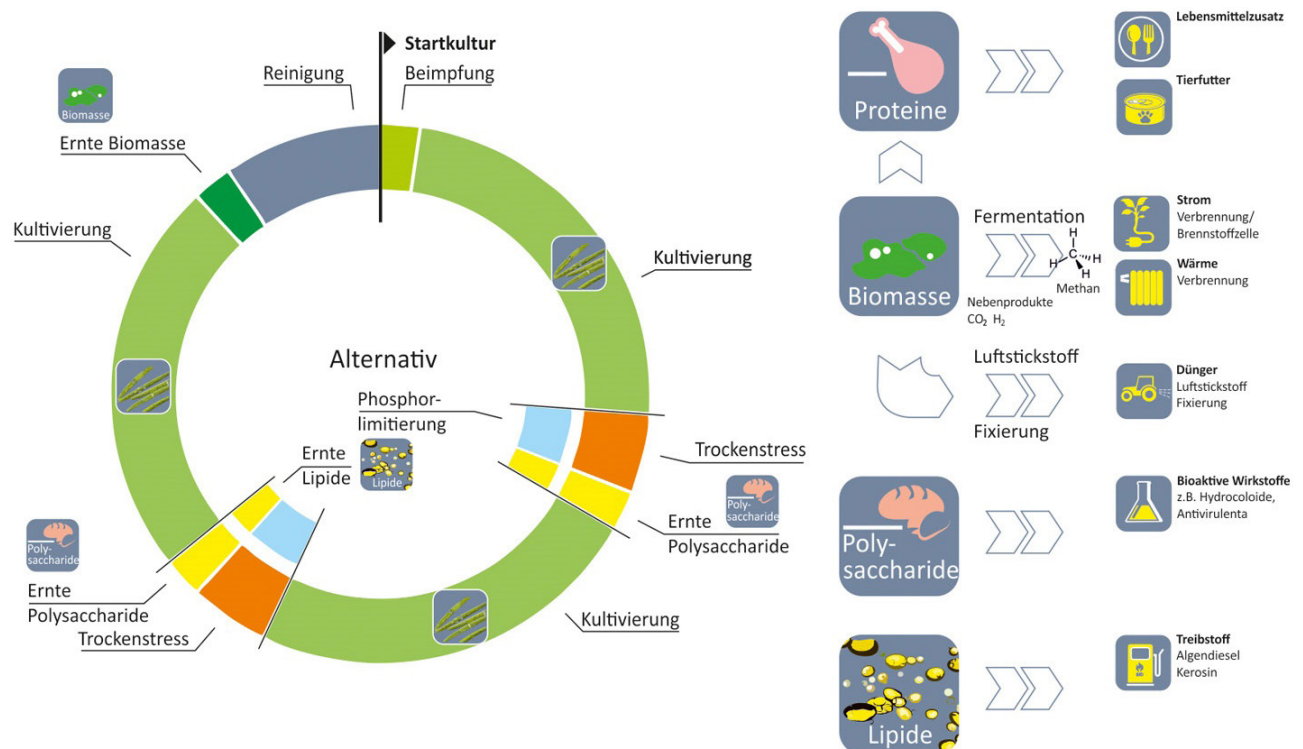 Startkultur
Reinigung
Beimpfung
Biomasse
Ernte Biomasse
Kultivierung
Kultivierung
Alternativ
Phosphor-
limitierung
Ernte
Lipide
Lipide
Trockenstress
Poly-
saccharide
Ernte
Polysaccharide
Poly-
saccharide
Ernte
Polysaccharide
Trockenstress
Kultivierung
Proteine
Lebensmittelzusatz
Tierfutter
Biomasse
Fermentation
H
H C H
H
Methan
Nebenprodukte
CO₂ H₂
Strom
Verbrennung/
Brennstoffzelle
Wärme
Verbrennung
Luftstickstoff
Fixierung
Dünger
Luftstickstoff
Fixierung
Poly-
saccharide
Bioaktive Wirkstoffe
z.B. Hydrocoloide,
Antivirulenta
Lipide
Treibstoff
Algendiesel
Kerosin